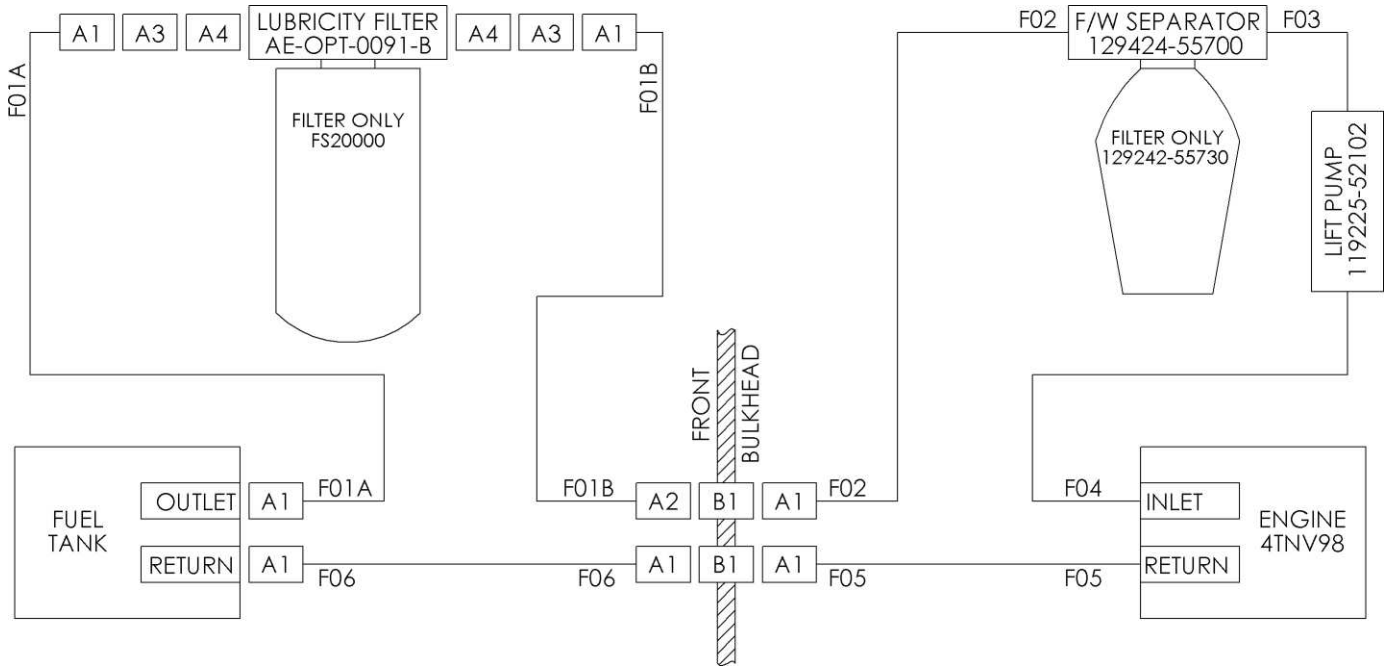 A1
A3
A4
LUBRICITY FILTER
AE-OPT-0091-B
A4
A3
A1
F01A
F01B
FILTER ONLY
FS20000
F02
F/W SEPARATOR
129424-55700
F03
FILTER ONLY
129242-55730
LIFT PUMP
119225-52102
FRONT
BULKHEAD
FUEL
TANK
OUTLET
A1
F01A
F01B
A2
B1
A1
F02
F04
INLET
RETURN
A1
F06
F06
A1
B1
A1
F05
F05
RETURN
ENGINE
4TNV98